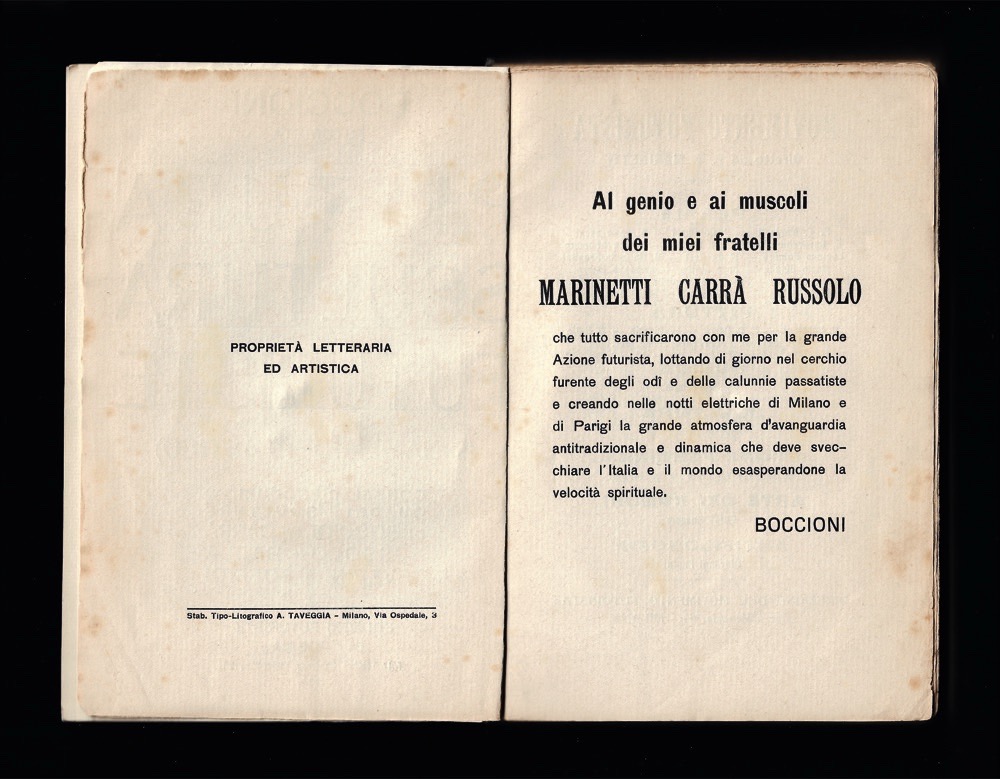 PROPRIETÀ LETTERARIA
ED ARTISTICA
Stab. Tipo-Litografico A. TAVEGGIA - Milano, Via Ospedale, 3
Al genio e ai muscoli
dei miei fratelli
MARINETTI CARRÀ RUSSOLO
che tutto sacrificarono con me per la grande
Azione futurista, lottando di giorno nel cerchio
furente degli odî e delle calunnie passatiste
e creando nelle notti elettriche di Milano e
di Parigi la grande atmosfera d'avanguardia
antitradizionale e dinamica che deve svec-
chiare l'Italia e il mondo esasperandone la
velocità spirituale.
BOCCIONI